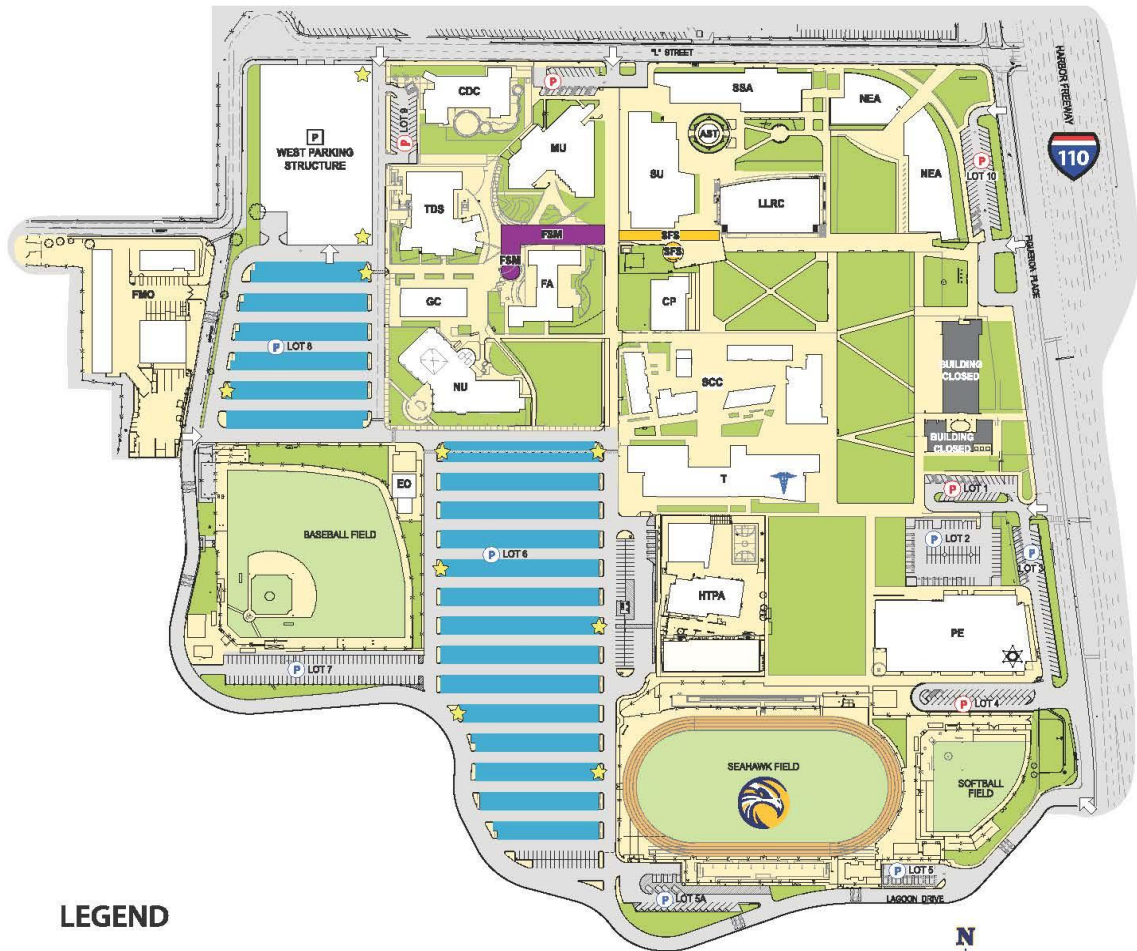 "L" STREET
HARBOR FREEWAY
110
P
WEST PARKING
STRUCTURE
LOT 9
P
CDC
P
MU
SSA
AST
SU
LLRC
NEA
NEA
P
LOT 10
TDS
FSM
FSM
FA
SFS
SFS
CP
FIGUEROA PLACE
FMO
GC
P LOT 8
NU
SCC
BUILDING
CLOSED
BUILDING
CLOSED
EO
T
P LOT 1
BASEBALL FIELD
P LOT 6
P LOT 2
P
LOT 3
HTPA
PE
P LOT 7
P LOT 4
SEAHAWK FIELD
SOFTBALL
FIELD
P LOT 5
P LOT 5A
LAGOON DRIVE
LEGEND
N